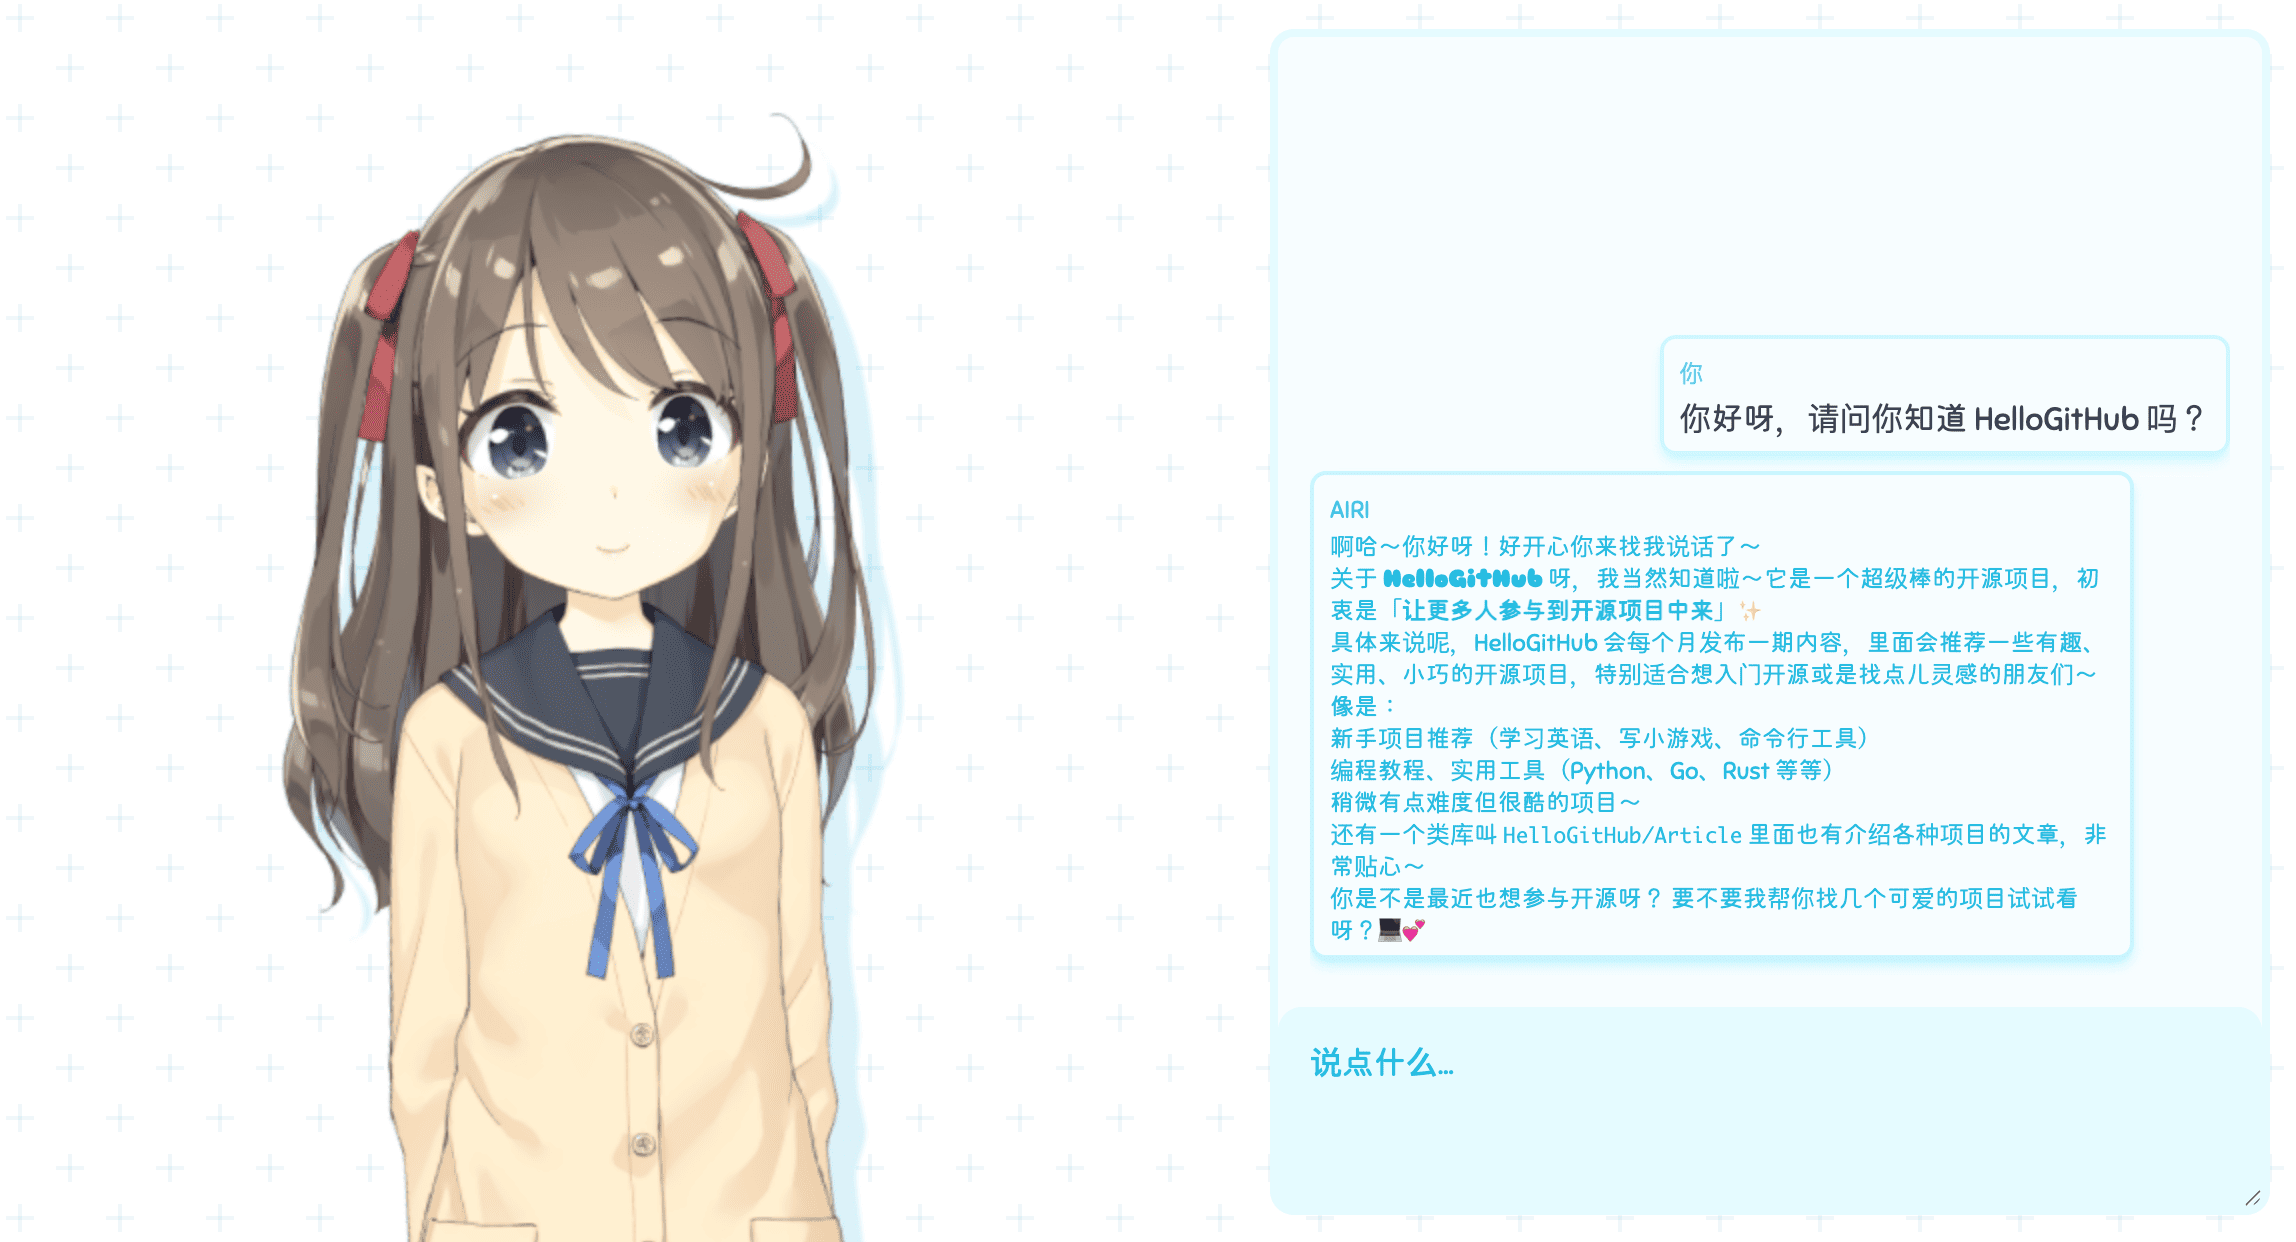 你
你好呀，请问你知道 HelloGitHub 吗？
AIRI
啊哈～你好呀！好开心你来找我说话了～
关于 HelloGitHub 呀，我当然知道啦～它是一个超级棒的开源项目，初
衷是「让更多人参与到开源项目中来」✨
具体来说呢，HelloGitHub 会每个月发布一期内容，里面会推荐一些有趣、
实用、小巧的开源项目，特别适合想入门开源或是找点儿灵感的朋友们～
像是：
新手项目推荐（学习英语、写小游戏、命令行工具）
编程教程、实用工具（Python、Go、Rust 等等）
稍微有点难度但很酷的项目～
还有一个类库叫 HelloGitHub/Article 里面也有介绍各种项目的文章，非
常贴心～
你是不是最近也想参与开源呀？ 要不要我帮你找几个可爱的项目试试看
呀？💻💕
说点什么...